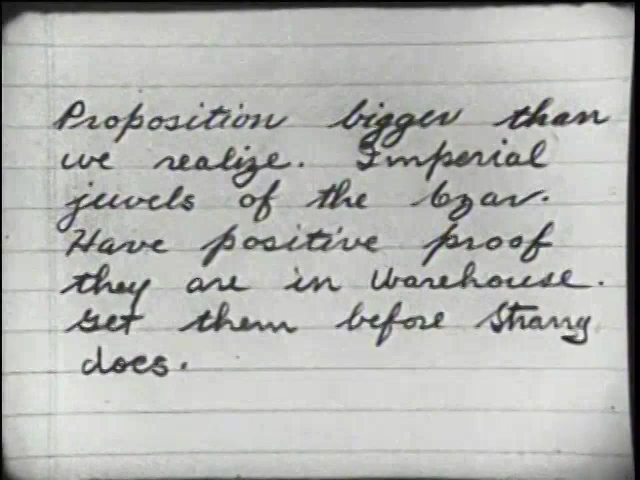 Proposition bigger than
we realize. Imperial
jewels of the Czar.
Have positive proof
they are in warehouse.
Get them before Strang
does.